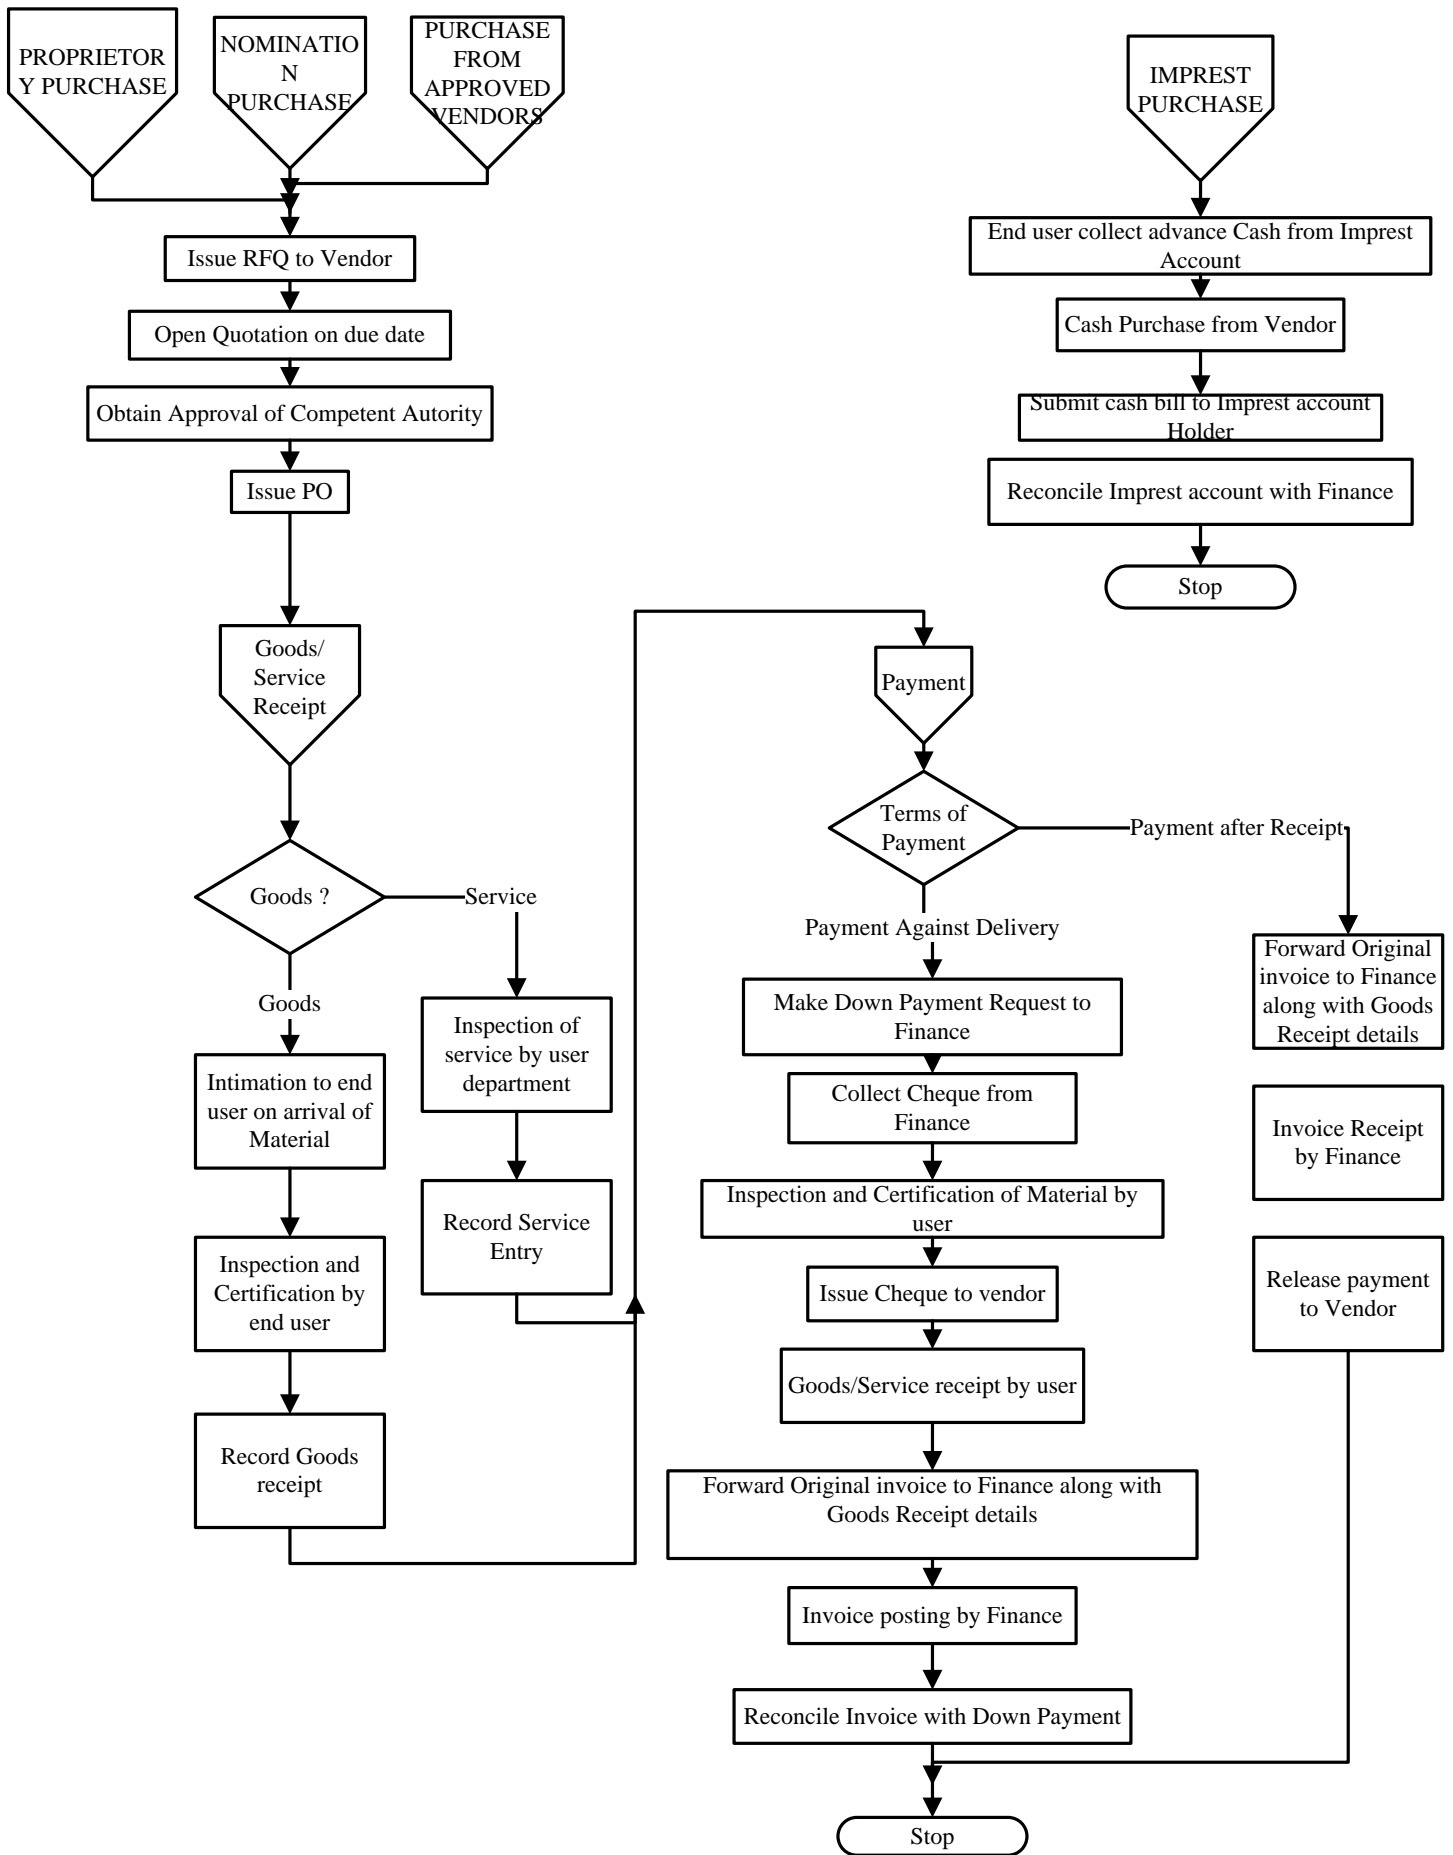 PROPRIETOR
Y PURCHASE
NOMINATIO
N
PURCHASE
PURCHASE
FROM
APPROVED
VENDORS
IMPREST
PURCHASE
Issue RFQ to Vendor
Open Quotation on due date
Obtain Approval of Competent Autority
Issue PO
End user collect advance Cash from Imprest
Account
Cash Purchase from Vendor
Submit cash bill to Imprest account
Holder
Reconcile Imprest account with Finance
Stop
Goods/
Service
Receipt
Goods ?
Service
Goods
Intimation to end
user on arrival of
Material
Inspection and
Certification by
end user
Record Goods
receipt
Inspection of
service by user
department
Record Service
Entry
Payment
Terms of
Payment
Payment after Receipt
Payment Against Delivery
Make Down Payment Request to
Finance
Collect Cheque from
Finance
Inspection and Certification of Material by
user
Issue Cheque to vendor
Goods/Service receipt by user
Forward Original invoice to Finance along with
Goods Receipt details
Invoice posting by Finance
Reconcile Invoice with Down Payment
Forward Original
invoice to Finance
along with Goods
Receipt details
Invoice Receipt
by Finance
Release payment
to Vendor
Stop